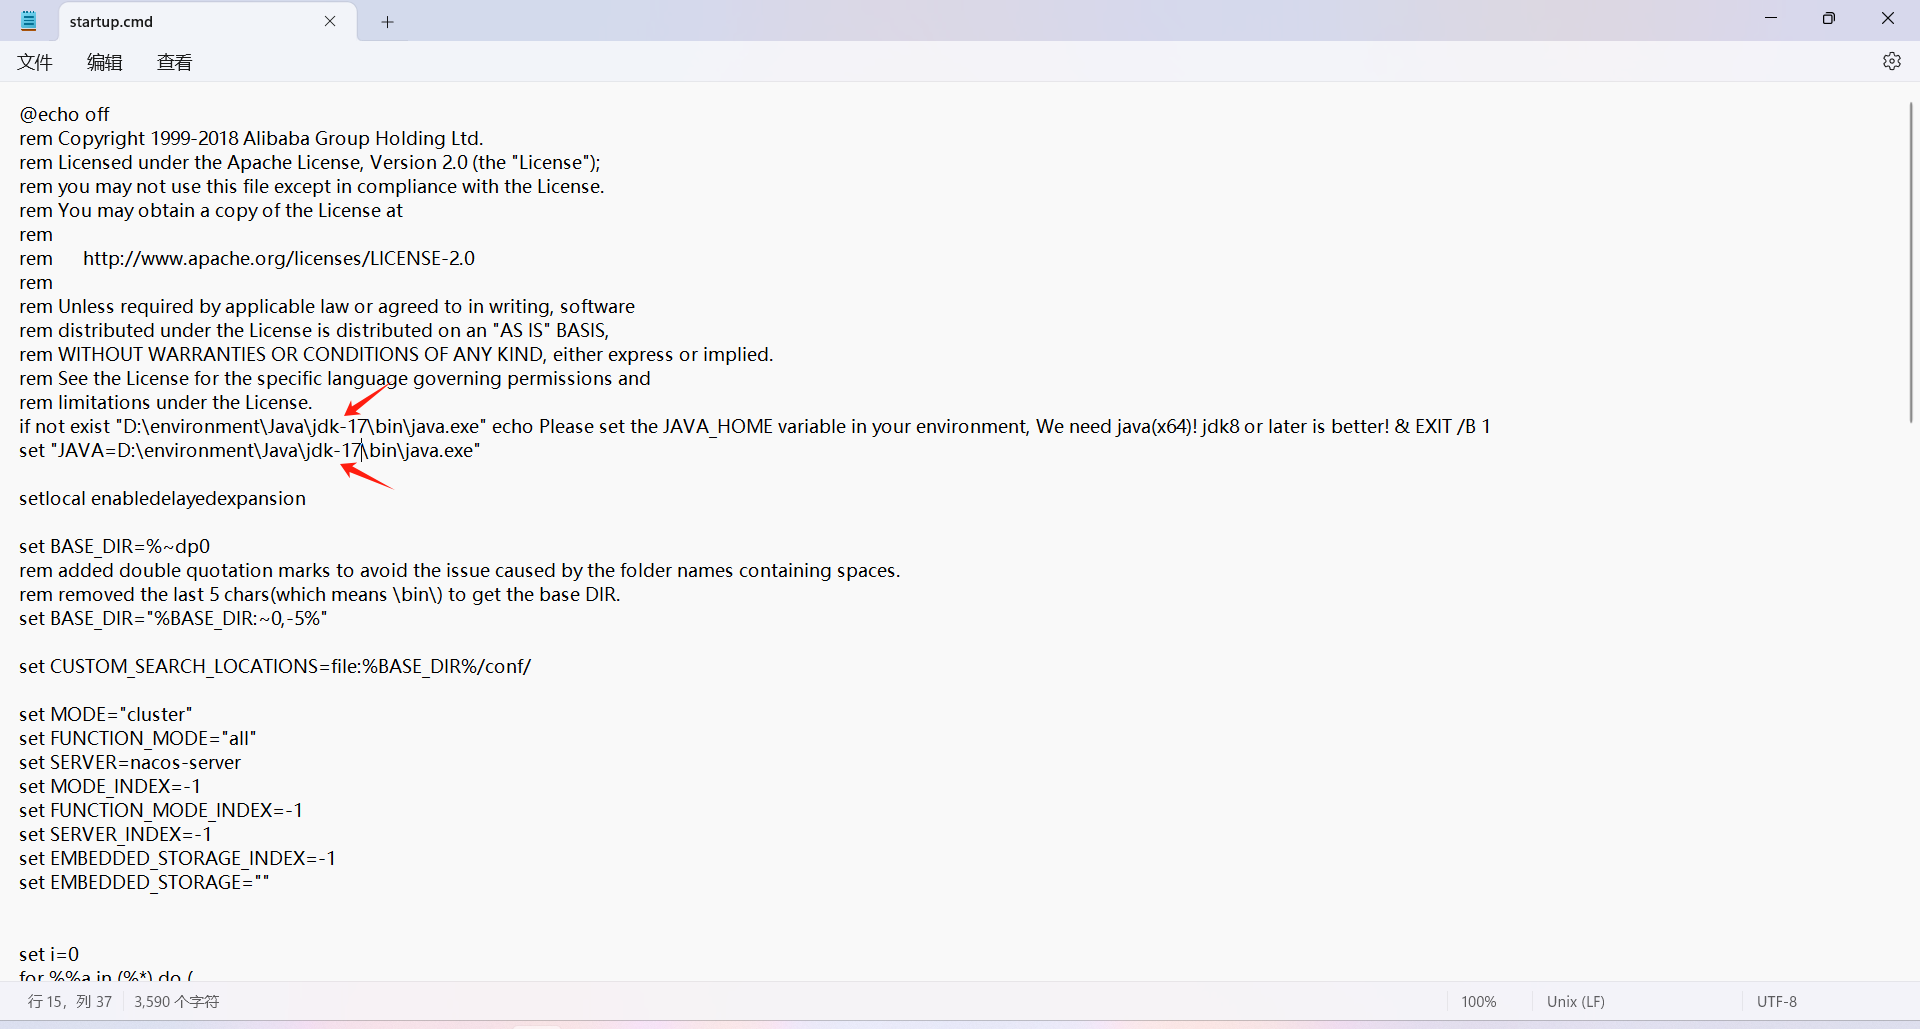 startup.cmd
文件 编辑 查看
@echo off
rem Copyright 1999-2018 Alibaba Group Holding Ltd.
rem Licensed under the Apache License, Version 2.0 (the "License");
rem you may not use this file except in compliance with the License.
rem You may obtain a copy of the License at
rem
rem      http://www.apache.org/licenses/LICENSE-2.0
rem
rem Unless required by applicable law or agreed to in writing, software
rem distributed under the License is distributed on an "AS IS" BASIS,
rem WITHOUT WARRANTIES OR CONDITIONS OF ANY KIND, either express or implied.
rem See the License for the specific language governing permissions and
rem limitations under the License.
if not exist "D:\environment\Java\jdk-17\bin\java.exe" echo Please set the JAVA_HOME variable in your environment, We need java(x64)! jdk8 or later is better! & EXIT /B 1
set "JAVA=D:\environment\Java\jdk-17\bin\java.exe"
setlocal enabledelayedexpansion
set BASE_DIR=%~dp0
rem added double quotation marks to avoid the issue caused by the folder names containing spaces.
rem removed the last 5 chars(which means \bin\) to get the base DIR.
set BASE_DIR="%BASE_DIR:~0,-5%"
set CUSTOM_SEARCH_LOCATIONS=file:%BASE_DIR%/conf/
set MODE="cluster"
set FUNCTION_MODE="all"
set SERVER=nacos-server
set MODE_INDEX=-1
set FUNCTION_MODE_INDEX=-1
set SERVER_INDEX=-1
set EMBEDDED_STORAGE_INDEX=-1
set EMBEDDED_STORAGE=""
set i=0
for %%a in (%*) do (
行 15，列 37 3,590 个字符 100% Unix (LF) UTF-8